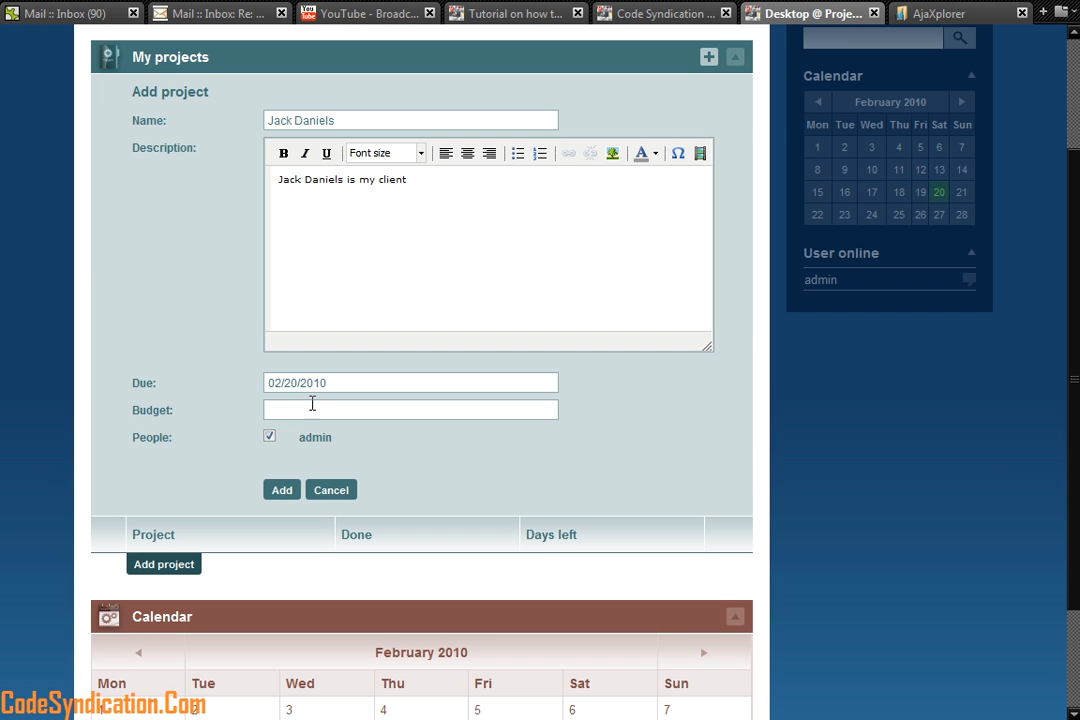 Mail :: Inbox (90)
Mail :: Inbox: Re: ...
YouTube - Broadc...
Tutorial on how t...
Code Syndication ...
Desktop @ Proje...
AjaXplorer
My projects
Add project
Name:
Jack Daniels
Description:
B I U Font size A Ω
Jack Daniels is my client
Due:
02/20/2010
Budget:
People:
admin
Add
Cancel
Project Done Days left
Add project
Calendar
February 2010
Mon Tue Wed Thu Fri Sat Sun
3 4 5 6 7
CodeSyndication.Com
Calendar
February 2010
Mon Tue Wed Thu Fri Sat Sun
1 2 3 4 5 6 7
8 9 10 11 12 13 14
15 16 17 18 19 20 21
22 23 24 25 26 27 28
User online
admin